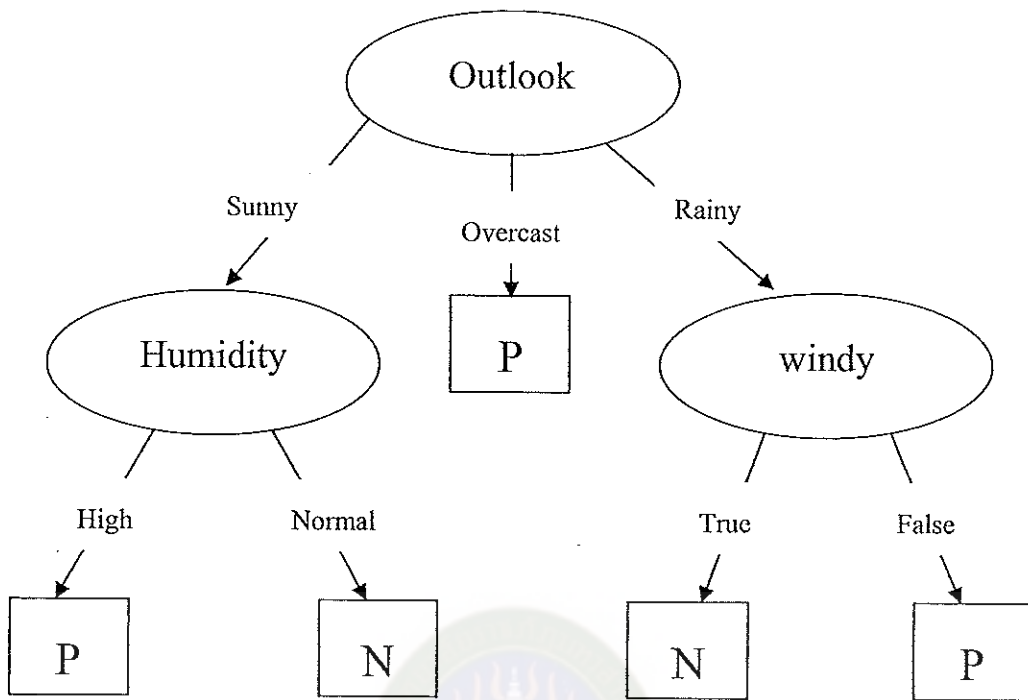 Outlook
Sunny
Overcast
Rainy
Humidity
P
windy
High
Normal
True
False
P
N
N
P